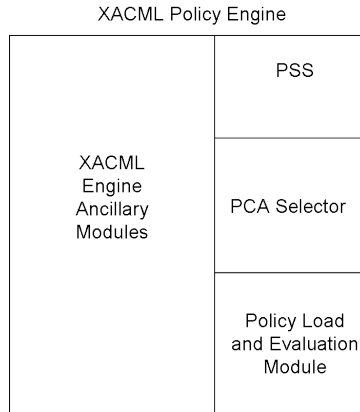 XACML Policy Engine
PSS
XACML
Engine
Ancillary
Modules
PCA Selector
Policy Load
and Evaluation
Module